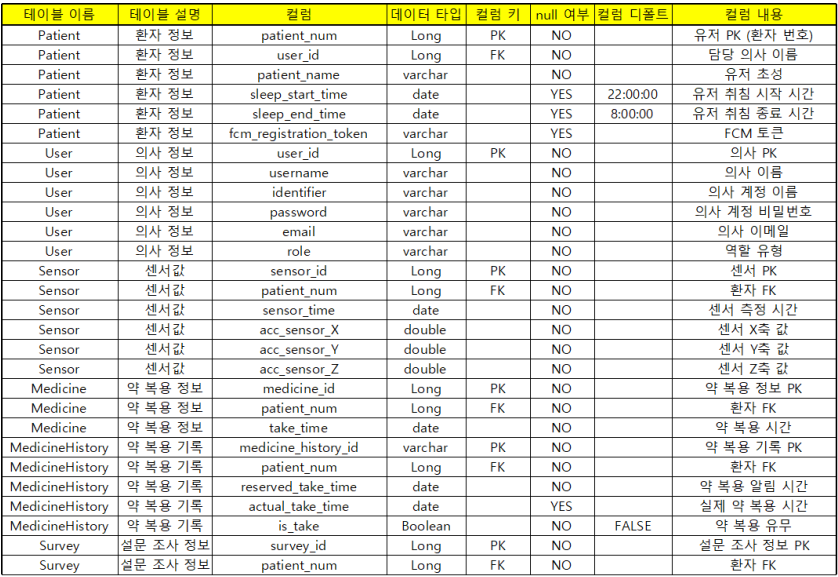 테이블 이름 테이블 설명 컬럼 데이터 타입 컬럼 키 null 여부 컬럼 디폴트 컬럼 내용
Patient 환자 정보 patient_num Long PK NO 유저 PK (환자 번호)
Patient 환자 정보 user_id Long FK NO 담당 의사 이름
Patient 환자 정보 patient_name varchar NO 유저 초성
Patient 환자 정보 sleep_start_time date YES 22:00:00 유저 취침 시작 시간
Patient 환자 정보 sleep_end_time date YES 8:00:00 유저 취침 종료 시간
Patient 환자 정보 fcm_registration_token varchar YES FCM 토큰
User 의사 정보 user_id Long PK NO 의사 PK
User 의사 정보 username varchar NO 의사 이름
User 의사 정보 identifier varchar NO 의사 계정 이름
User 의사 정보 password varchar NO 의사 계정 비밀번호
User 의사 정보 email varchar NO 의사 이메일
User 의사 정보 role varchar NO 역할 유형
Sensor 센서값 sensor_id Long PK NO 센서 PK
Sensor 센서값 patient_num Long FK NO 환자 FK
Sensor 센서값 sensor_time date NO 센서 측정 시간
Sensor 센서값 acc_sensor_X double NO 센서 X축 값
Sensor 센서값 acc_sensor_Y double NO 센서 Y축 값
Sensor 센서값 acc_sensor_Z double NO 센서 Z축 값
Medicine 약 복용 정보 medicine_id Long PK NO 약 복용 정보 PK
Medicine 약 복용 정보 patient_num Long FK NO 환자 FK
Medicine 약 복용 정보 take_time date NO 약 복용 시간
MedicineHistory 약 복용 기록 medicine_history_id varchar PK NO 약 복용 기록 PK
MedicineHistory 약 복용 기록 patient_num Long FK NO 환자 FK
MedicineHistory 약 복용 기록 reserved_take_time date NO 약 복용 알림 시간
MedicineHistory 약 복용 기록 actual_take_time date YES 실제 약 복용 시간
MedicineHistory 약 복용 기록 is_take Boolean NO FALSE 약 복용 유무
Survey 설문 조사 정보 survey_id Long PK NO 설문 조사 정보 PK
Survey 설문 조사 정보 patient_num Long FK NO 환자 FK